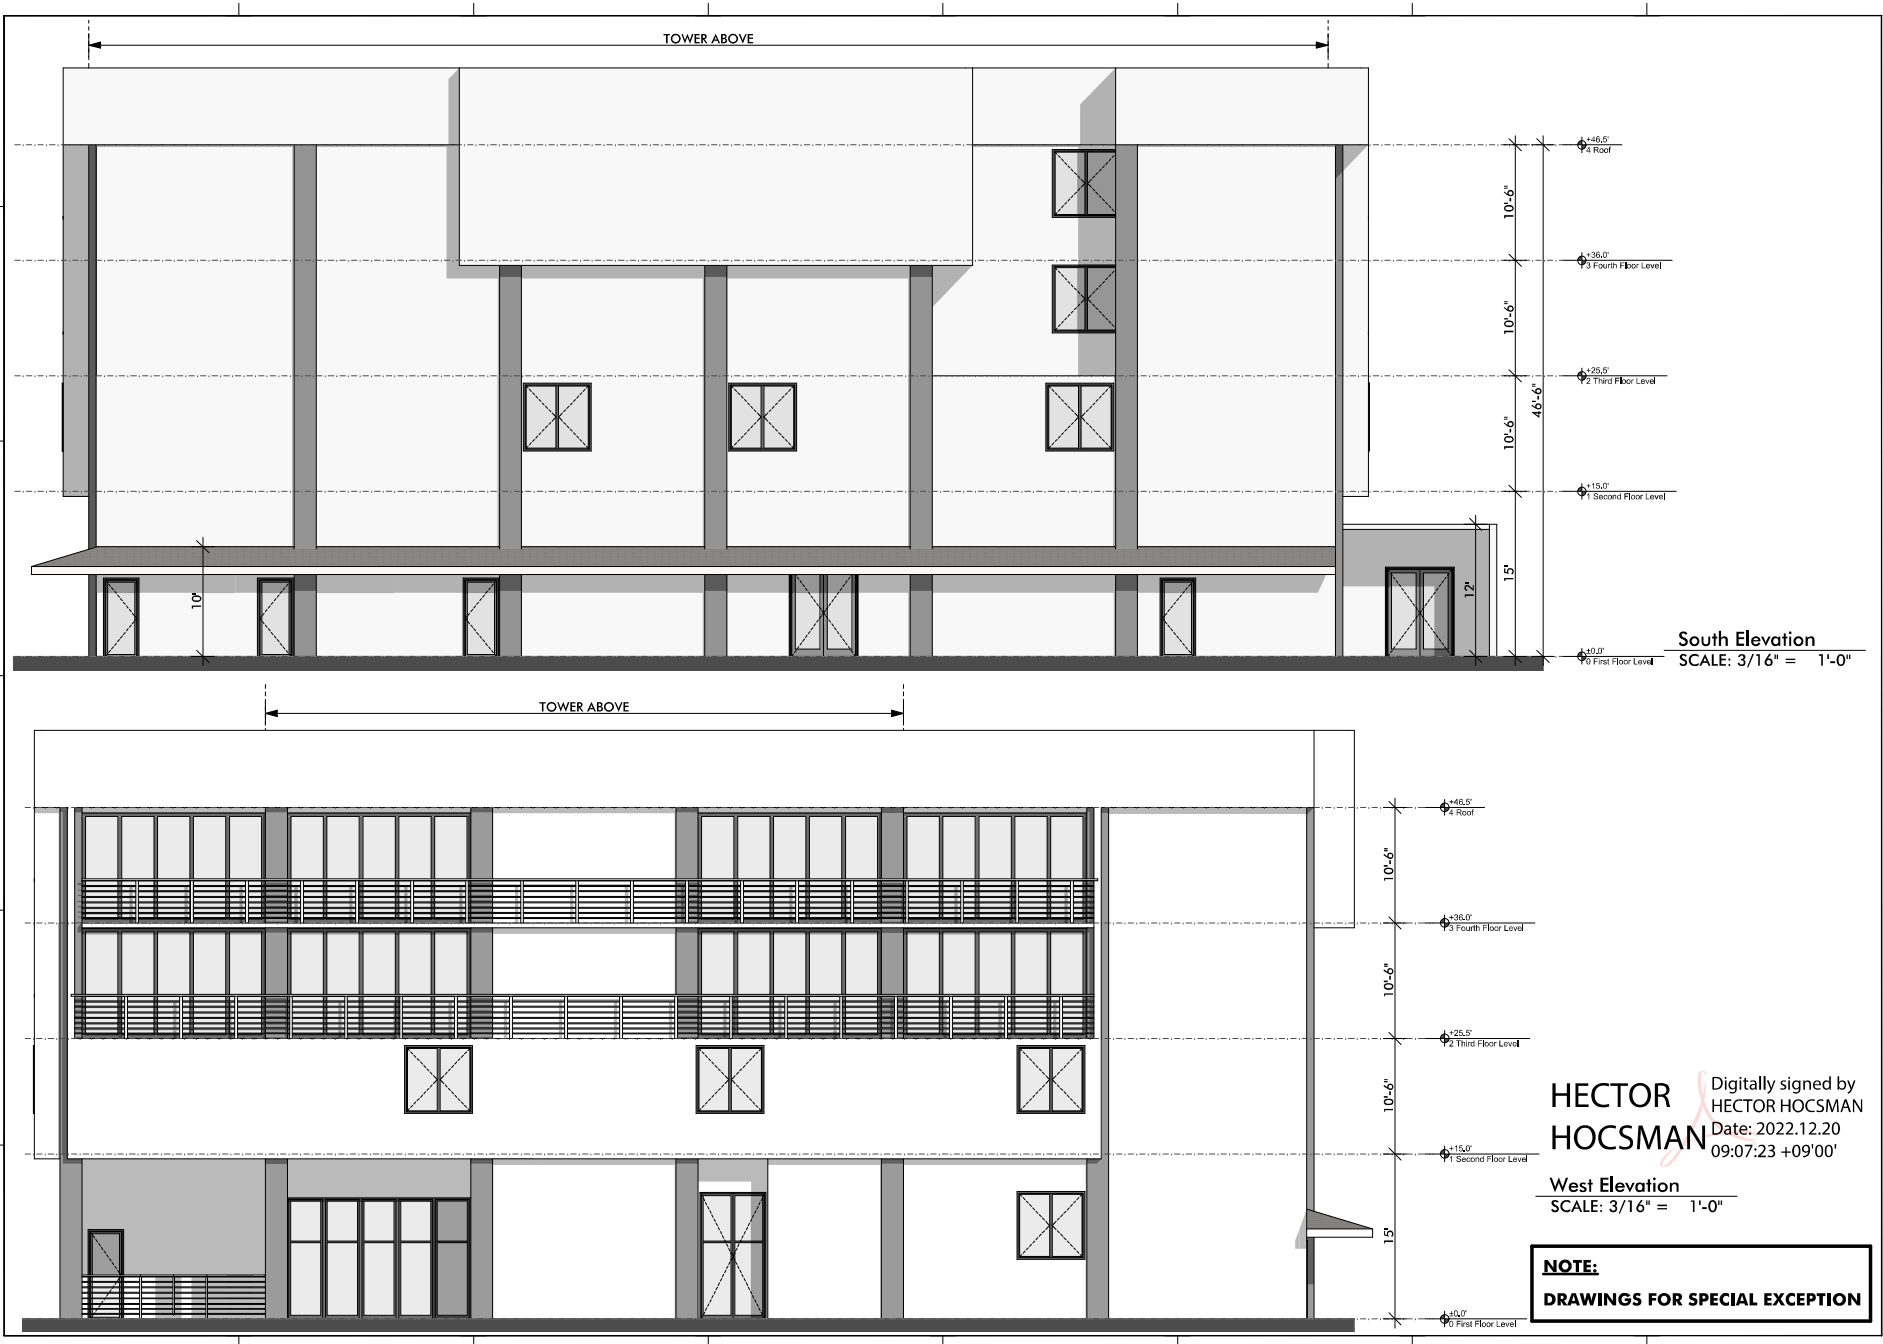 TOWER ABOVE
+46.5'
4 Roof
10'-6"
+36.0'
3 Fourth Floor Level
10'-6"
+25.5'
2 Third Floor Level
46'-6"
10'-6"
+15.0'
1 Second Floor Level
10'
12'
15'
±0.0'
0 First Floor Level
South Elevation
SCALE: 3/16" = 1'-0"
TOWER ABOVE
+46.5'
4 Roof
10'-6"
+36.0'
3 Fourth Floor Level
10'-6"
+25.5'
2 Third Floor Level
10'-6"
+15.0'
1 Second Floor Level
15'
±0.0'
0 First Floor Level
HECTOR
HOCSMAN
Digitally signed by
HECTOR HOCSMAN
Date: 2022.12.20
09:07:23 +09'00'
West Elevation
SCALE: 3/16" = 1'-0"
NOTE:
DRAWINGS FOR SPECIAL EXCEPTION